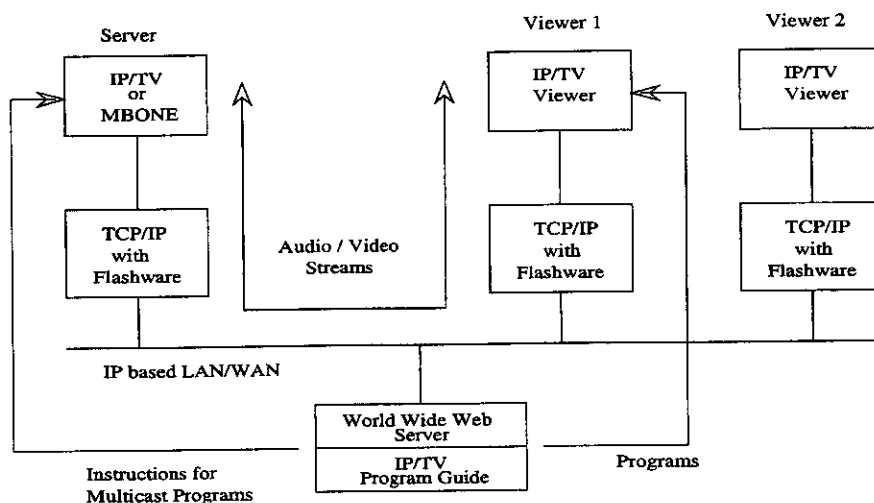 Server
Viewer 1
Viewer 2
IP/TV
or
MBONE
IP/TV
Viewer
IP/TV
Viewer
TCP/IP
with
Flashware
Audio / Video
Streams
TCP/IP
with
Flashware
TCP/IP
with
Flashware
IP based LAN/WAN
World Wide Web
Server
IP/TV
Program Guide
Instructions for
Multicast Programs
Programs